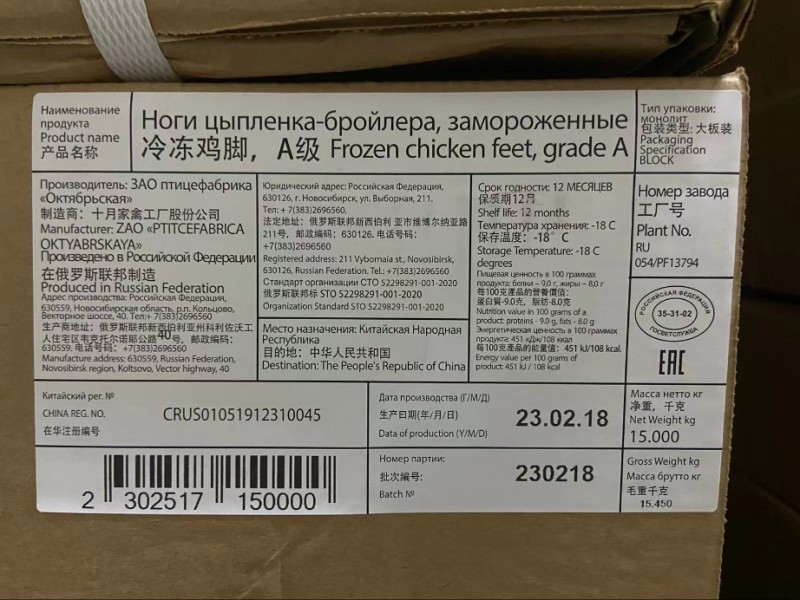 Наименование
продукта
Product name
产品名称
Ноги цыпленка-бройлера, замороженные
冷冻鸡脚，A级 Frozen chicken feet, grade A
Тип упаковки:
монолит
包装类型: 大板装
Packaging
Specification
BLOCK
Производитель: ЗАО птицефабрика
«Октябрьская»
制造商：十月家禽工厂股份公司
Manufacturer: ZAO «PTITCEFABRICA
OKTYABRSKAYA»
Произведено в Российской Федерации
在俄罗斯联邦制造
Produced in Russian Federation
Адрес производства: Российская Федерация,
630559, Новосибирская область, р.п. Кольцово,
Векторное шоссе, 40. Тел:+ 7(383)2696560
生产商地址：俄罗斯联邦新西伯利亚州科利佐沃工
人住宅区韦克托尔诺耶公路40号，邮政编码：
630559. 电话号码：+7(383)2696560
Manufacture address: 630559, Russian Federation,
Novosibirsk region, Koltsovo, Vector highway, 40
Юридический адрес: Российская Федерация,
630126, г. Новосибирск, ул. Выборная, 211.
Тел: + 7(383)2696560.
法定地址：俄罗斯联邦新西伯利 亚市维博尔纳亚路
211号，邮政编码：630126. 电话号码：
+7(383)2696560
Registered address: 211 Vybornaia st., Novosibirsk,
630126, Russian Federation. Tel.: +7(383)2696560
Стандарт организации СТО 52298291-001-2020
俄罗斯联邦标 STO 52298291-001-2020
Organization Standard STO 52298291-001-2020
Место назначения: Китайская Народная
Республика
目的地：中华人民共和国
Destination: The People's Republic of China
Срок годности: 12 МЕСЯЦЕВ
保质期12月
Shelf life: 12 months
Температура хранения: -18 С
保存温度：-18° C
Storage Temperature: -18 C
degrees
Пищевая ценность в 100 граммах
продукта: белки – 9.0 г, жиры – 8.0 г
每100克產品的營養價值：
蛋白質-9.0克，脂肪-8.0克
Nutrition value in 100 grams of a
product: proteins - 9.0 g, fats - 8.0 g
Энергетическая ценность в 100 граммах
продукта: 451 кДж/108 ккал
每100克產品的能量值：451 kJ/108 kcal.
Energy value per 100 grams of
product: 451 kJ / 108 kcal
Номер завода
工厂号
Plant No.
RU
054/PF13794
РОССИЙСКАЯ ФЕДЕРАЦИЯ
35-31-02
ГОСВЕТСЛУЖБА
EAC
Китайский рег. №
CHINA REG. NO.
在华注册编号
CRUS01051912310045
Дата производства (Г/М/Д)
生产日期(年/月/日)
Data of production (Y/M/D)
23.02.18
Масса нетто кг
净重，千克
Net Weight kg
15.000
2 302517 150000
Номер партии:
批次编号:
Batch №
230218
Gross Weight kg
Масса брутто кг
毛重千克
15.450